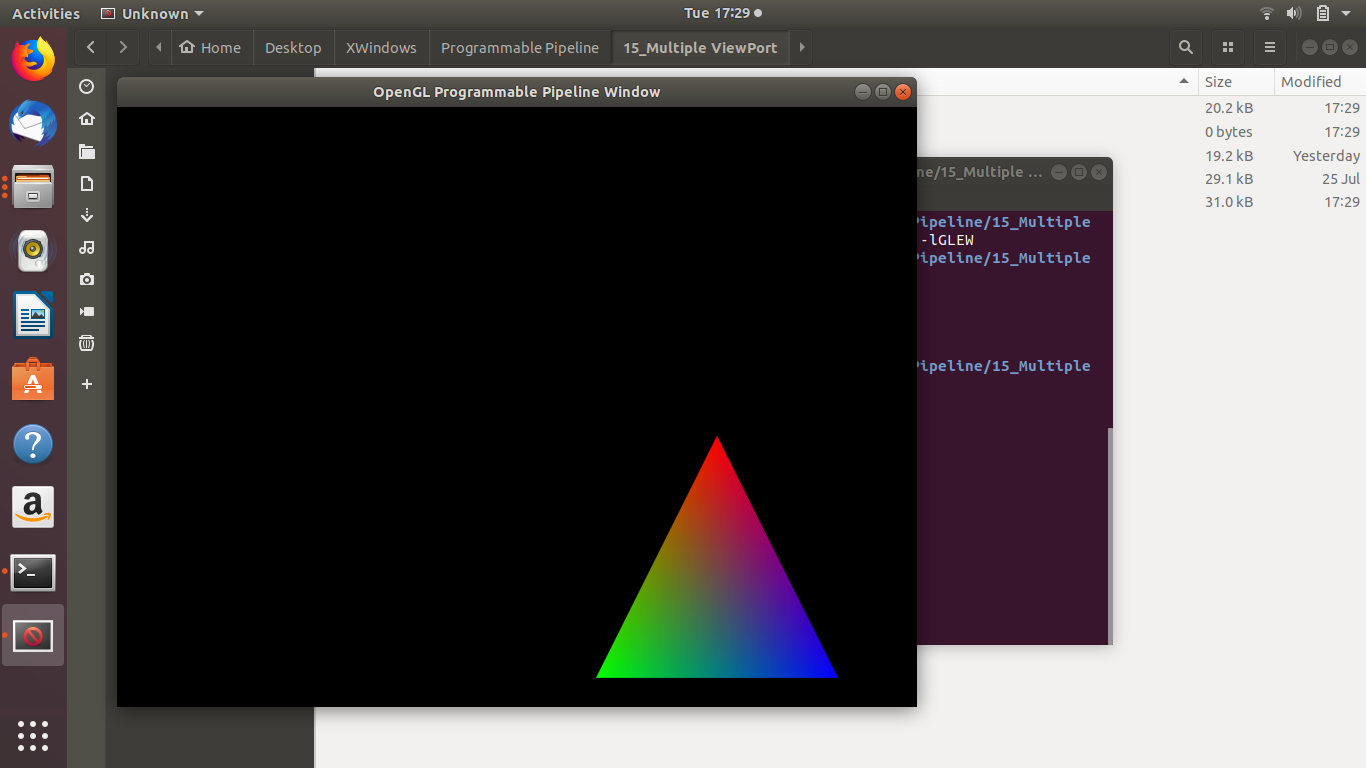 Activities Unknown Tue 17:29
Home Desktop XWindows Programmable Pipeline 15_Multiple ViewPort
Size Modified
OpenGL Programmable Pipeline Window
20.2 kB 17:29
0 bytes 17:29
19.2 kB Yesterday
29.1 kB 25 Jul
31.0 kB 17:29
ne/15_Multiple ...
Pipeline/15_Multiple
-lGLEW
Pipeline/15_Multiple
Pipeline/15_Multiple